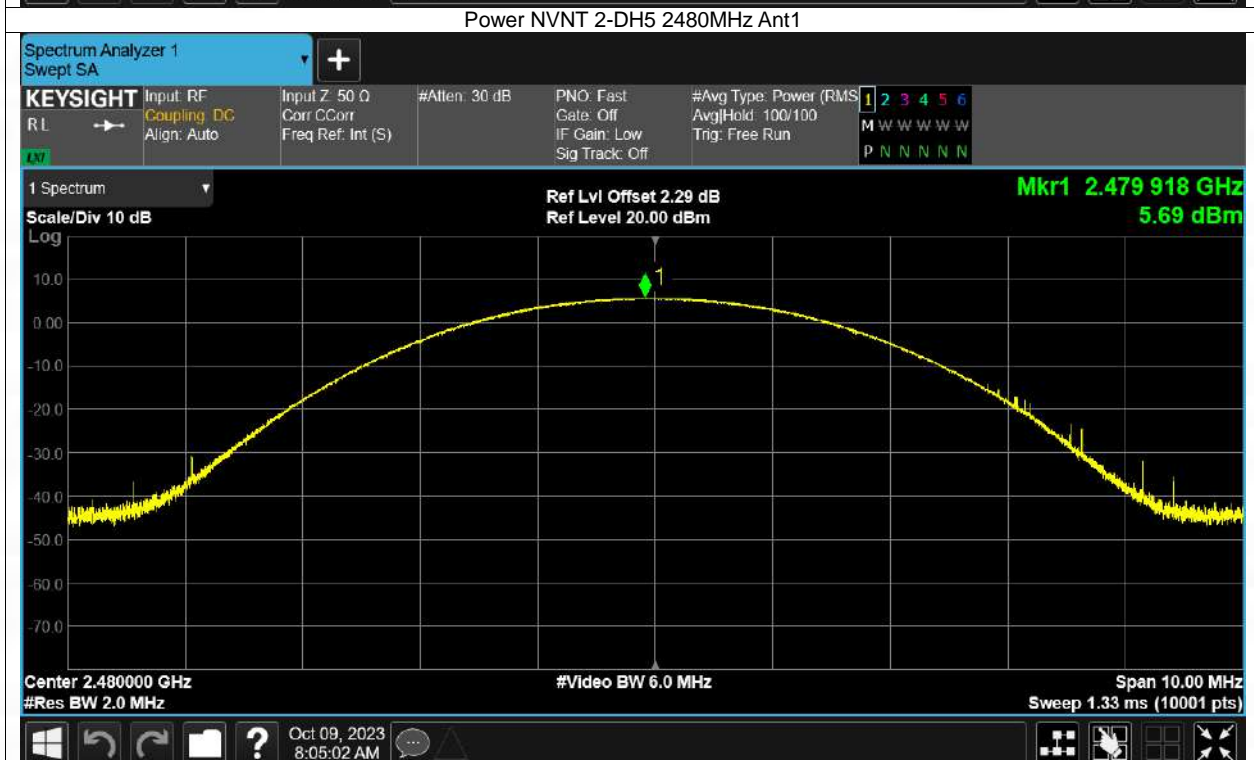 Power NVNT 2-DH5 2480MHz Ant1
Spectrum Analyzer 1
Swept SA
+
KEYSIGHT Input: RF Input Z: 50 Ω #Atten: 30 dB PNO: Fast #Avg Type: Power (RMS 1 2 3 4 5 6
RL Coupling: DC Corr CCorr Gate: Off Avg|Hold: 100/100 M W W W W W
Align: Auto Freq Ref: Int (S) IF Gain: Low Trig: Free Run
LXI Sig Track: Off P N N N N N
1 Spectrum Ref Lvl Offset 2.29 dB Mkr1 2.479 918 GHz
Scale/Div 10 dB Ref Level 20.00 dBm 5.69 dBm
Log
1
10.0
0.00
-10.0
-20.0
-30.0
-40.0
-50.0
-60.0
-70.0
Center 2.480000 GHz #Video BW 6.0 MHz Span 10.00 MHz
#Res BW 2.0 MHz Sweep 1.33 ms (10001 pts)
? Oct 09, 2023
8:05:02 AM